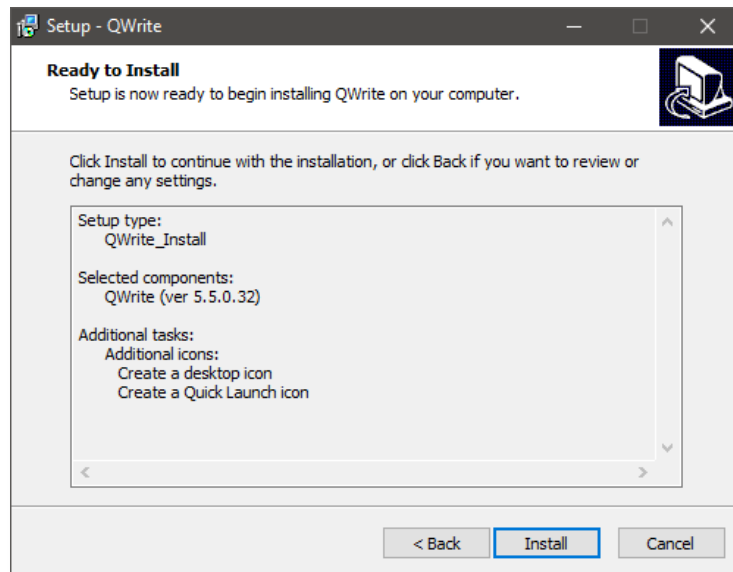 Setup - QWrite
Ready to Install
Setup is now ready to begin installing QWrite on your computer.
Click Install to continue with the installation, or click Back if you want to review or
change any settings.
Setup type:
QWrite_Install
Selected components:
QWrite (ver 5.5.0.32)
Additional tasks:
Additional icons:
Create a desktop icon
Create a Quick Launch icon
< Back Install Cancel